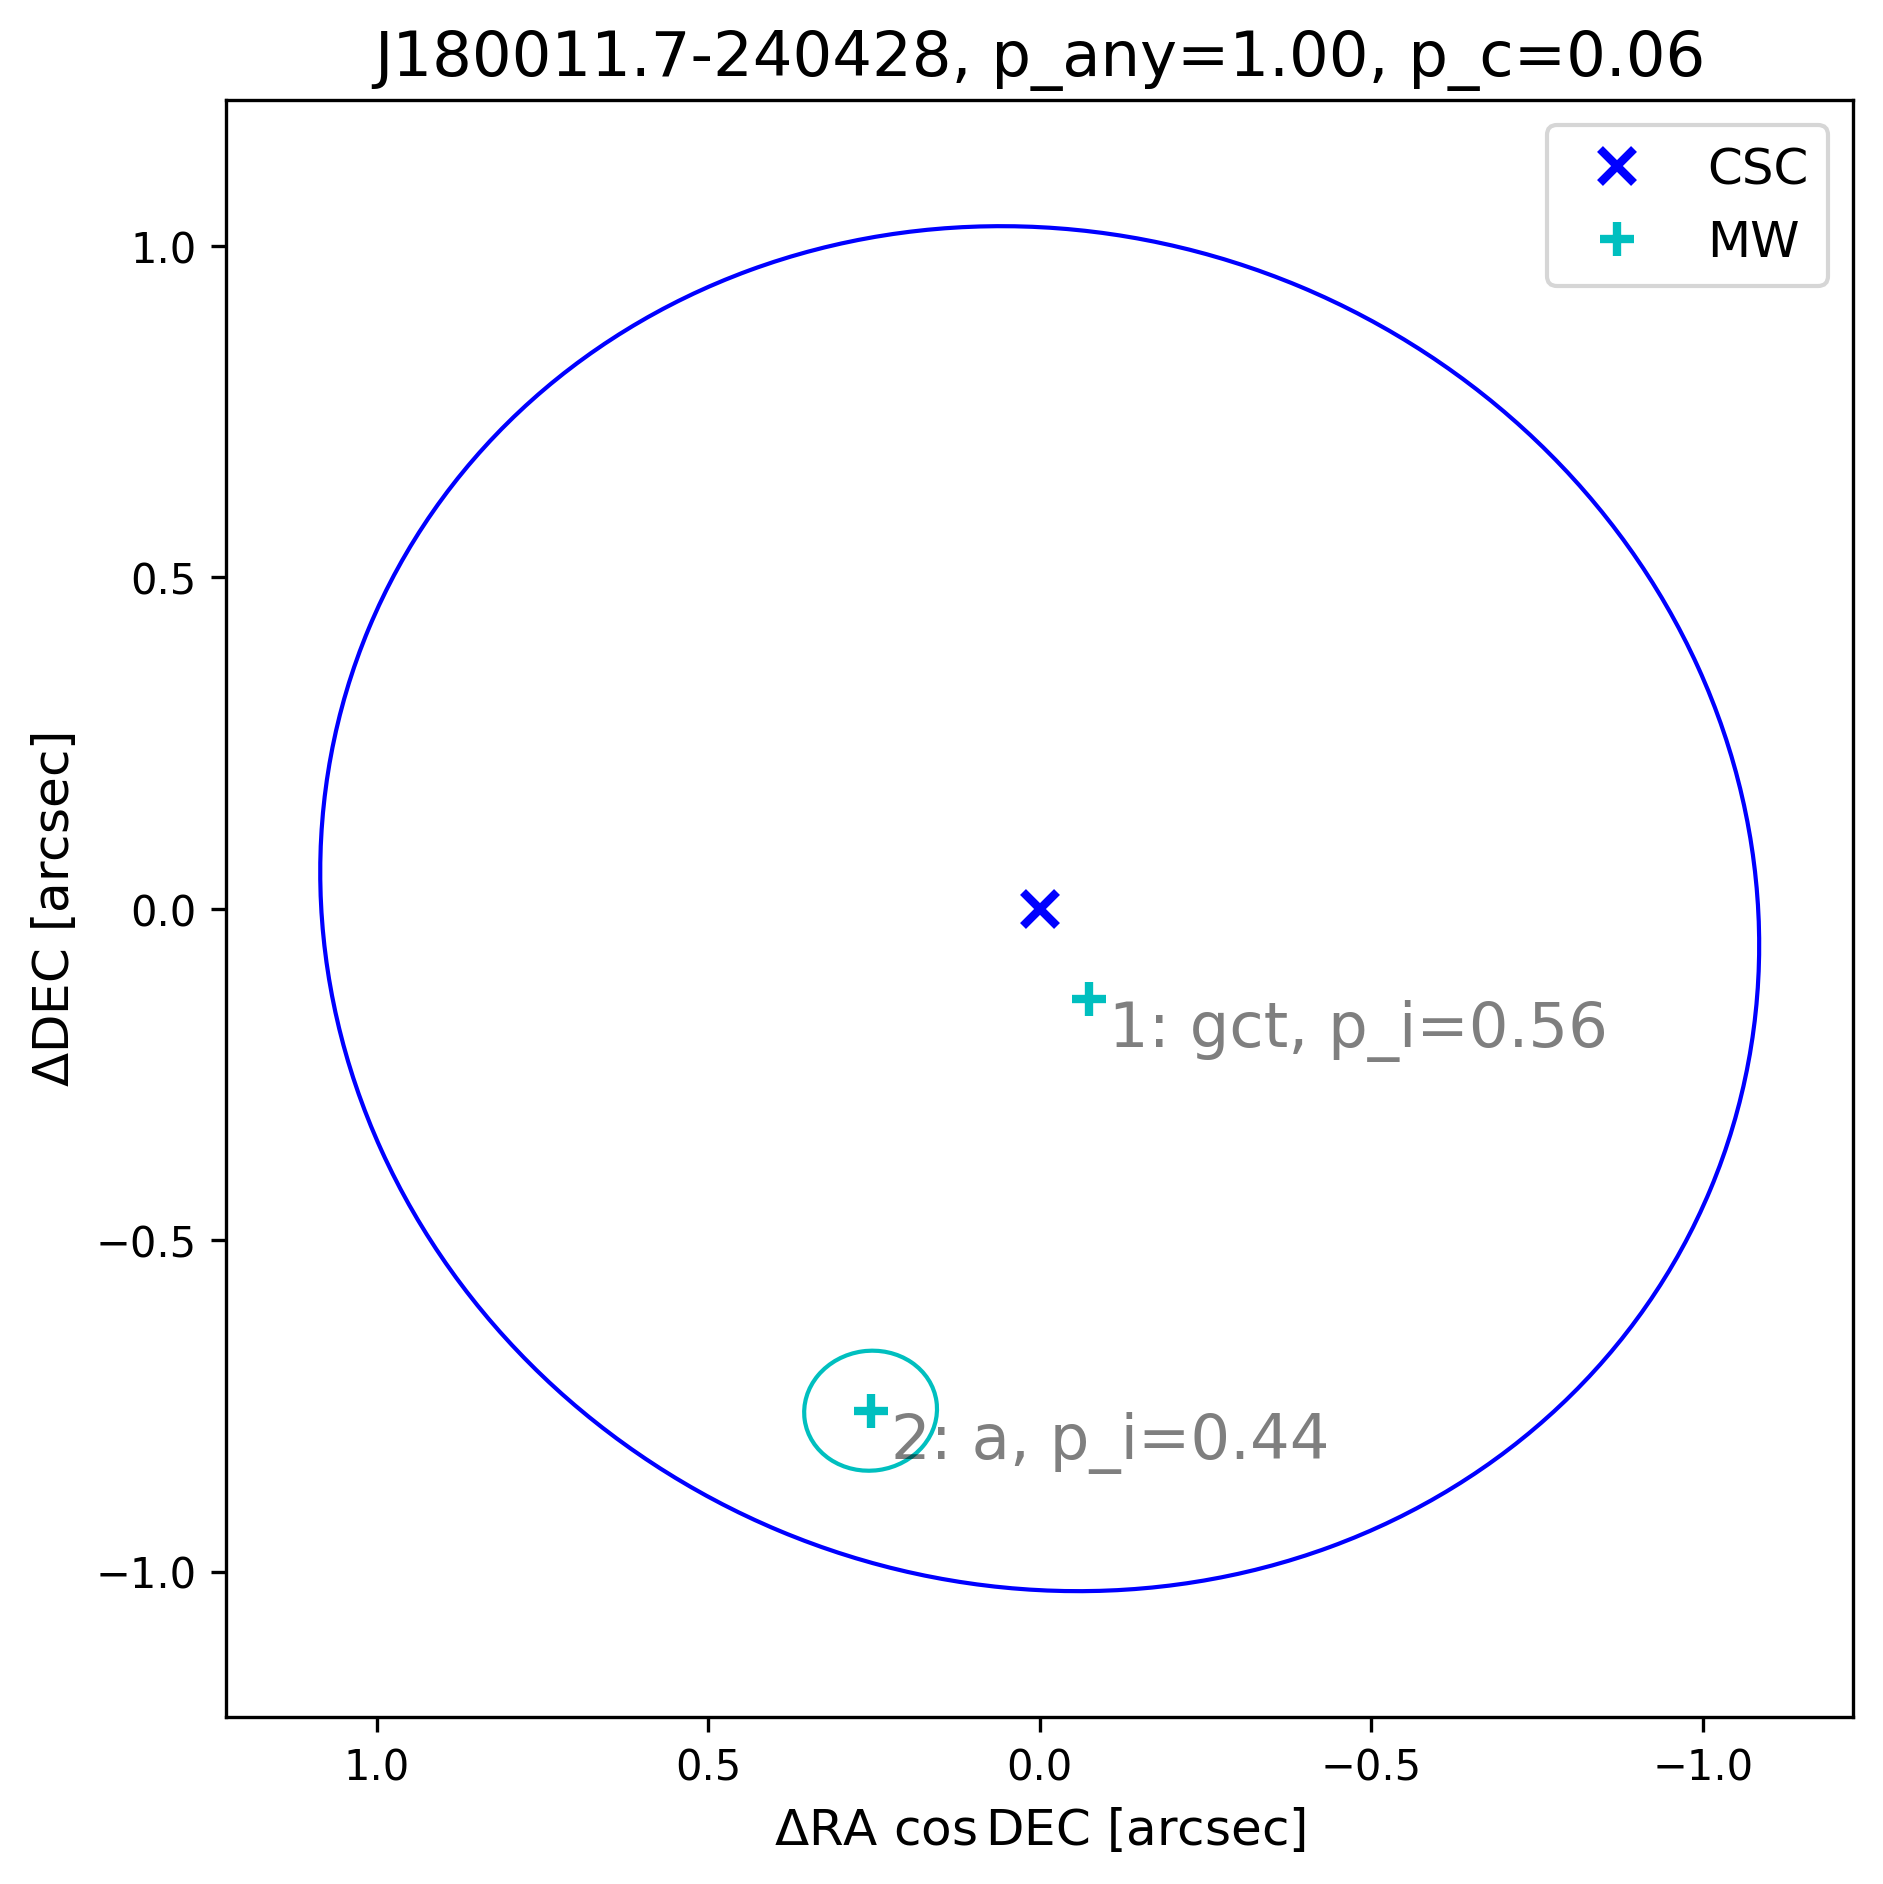 J180011.7-240428, p_any=1.00, p_c=0.06
CSC
MW
1.0
0.5
0.0
−0.5
−1.0
ΔDEC [arcsec]
1: gct, p_i=0.56
2: a, p_i=0.44
1.0
0.5
0.0
−0.5
−1.0
ΔRA cos DEC [arcsec]